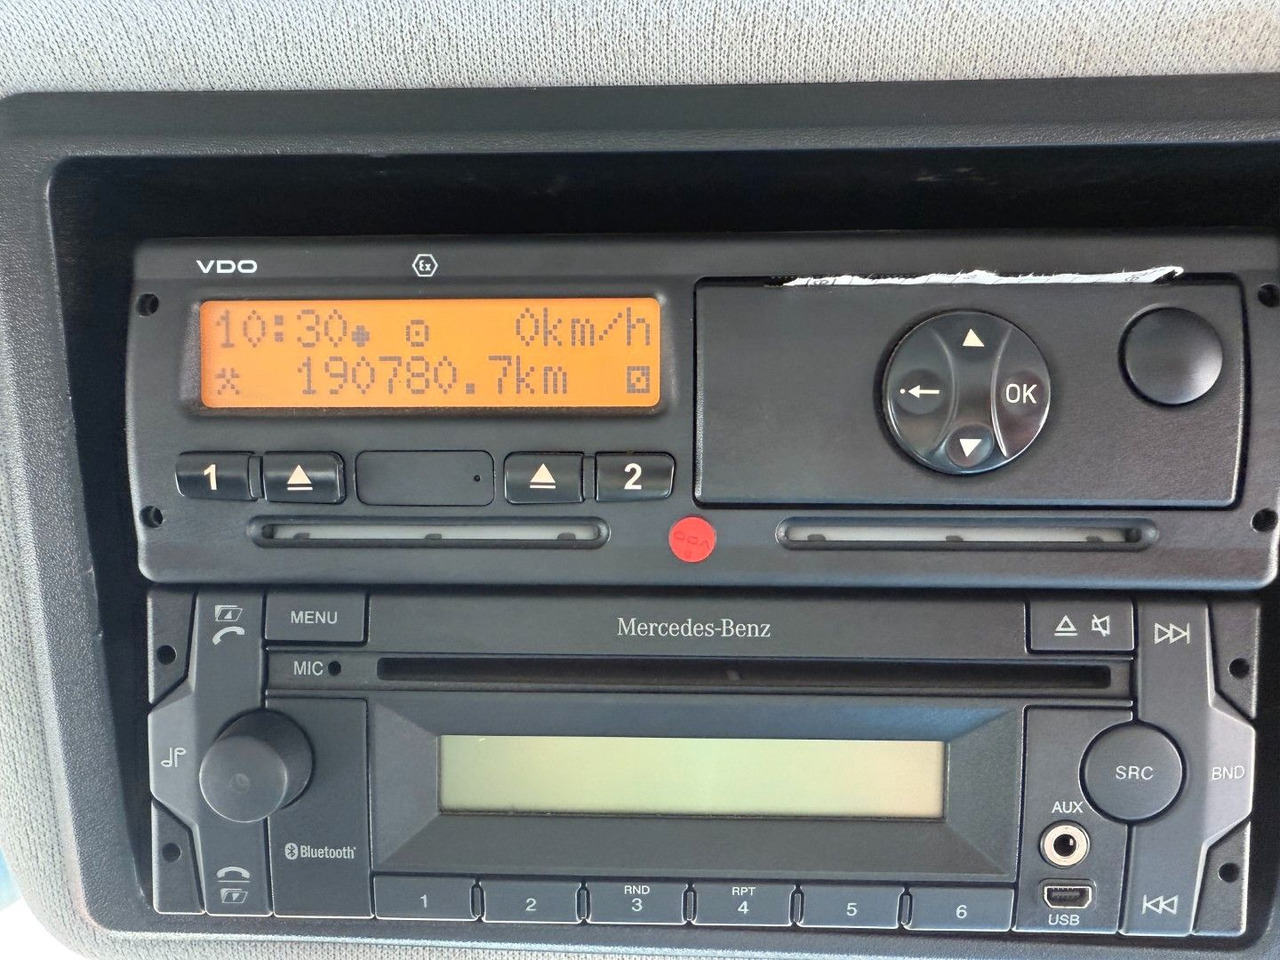 VDO
Ex
10:30 0km/h
190780.7km
OK
1
2
MENU
Mercedes-Benz
MIC
SRC
BND
AUX
Bluetooth
USB
1
2
RND
3
RPT
4
5
6